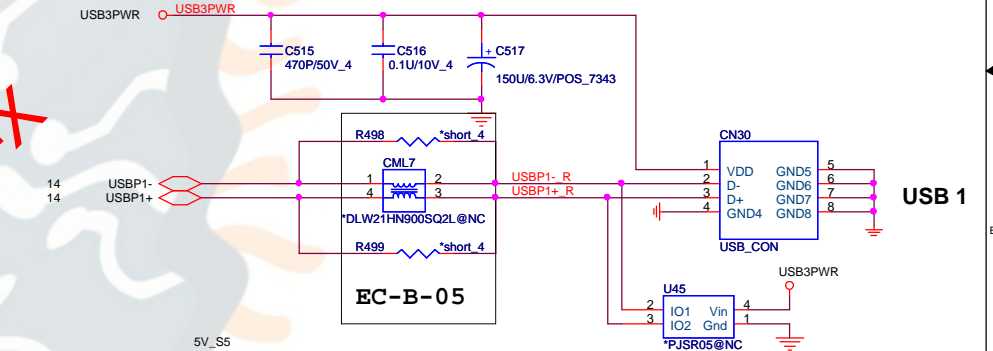 USB3PWR USB3PWR
C515
470P/50V_4
C516
0.1U/10V_4
+ C517
150U/6.3V/POS_7343
X
R498 *short_4
CML7
14 USBP1- 1 2 USBP1-_R
14 USBP1+ 4 3 USBP1+_R
*DLW21HN900SQ2L@NC
R499 *short_4
EC-B-05
CN30
1 VDD GND5 5
2 D- GND6 6
3 D+ GND7 7
4 GND4 GND8 8
USB_CON
USB 1
USB3PWR
U45
2 IO1 Vin 4
3 IO2 Gnd 1
*PJSR05@NC
5V_S5